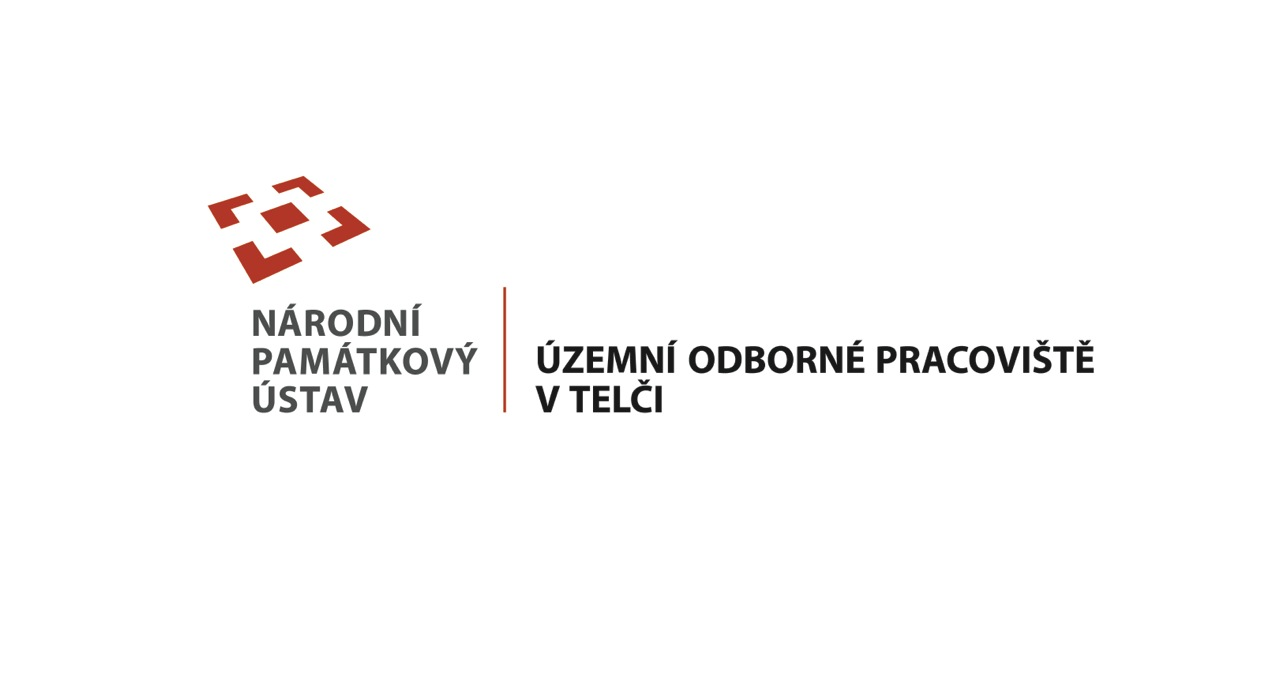 NÁRODNÍ
PAMÁTKOVÝ
ÚSTAV
ÚZEMNÍ ODBORNÉ PRACOVIŠTĚ
V TELČI